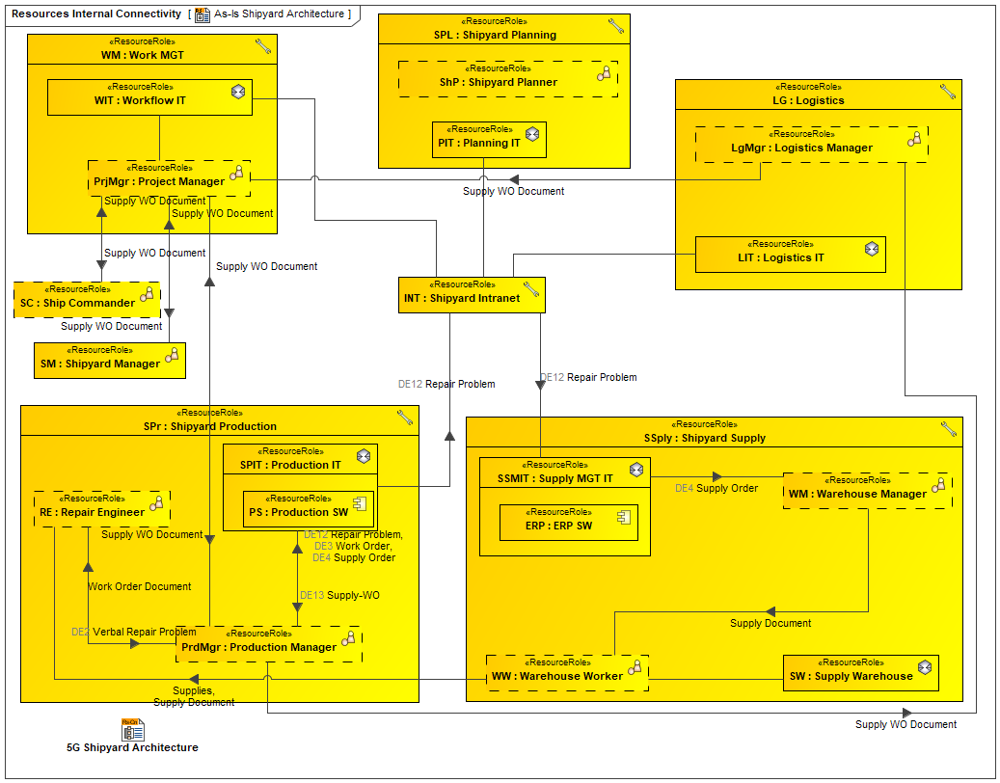 Resources Internal Connectivity [ As-Is Shipyard Architecture ]
«ResourceRole»
WM : Work MGT
«ResourceRole»
WIT : Workflow IT
«ResourceRole»
PrjMgr : Project Manager
Supply WO Document
Supply WO Document
Supply WO Document
Supply WO Document
«ResourceRole»
SC : Ship Commander
Supply WO Document
«ResourceRole»
SM : Shipyard Manager
«ResourceRole»
SPL : Shipyard Planning
«ResourceRole»
ShP : Shipyard Planner
«ResourceRole»
PIT : Planning IT
Supply WO Document
«ResourceRole»
LG : Logistics
«ResourceRole»
LgMgr : Logistics Manager
«ResourceRole»
LIT : Logistics IT
«ResourceRole»
INT : Shipyard Intranet
DE12 Repair Problem
DE12 Repair Problem
«ResourceRole»
SPr : Shipyard Production
«ResourceRole»
SPIT : Production IT
«ResourceRole»
PS : Production SW
«ResourceRole»
RE : Repair Engineer
Supply WO Document
DE12 Repair Problem,
DE3 Work Order,
DE4 Supply Order
Work Order Document
DE13 Supply-WO
DE2 Verbal Repair Problem
«ResourceRole»
PrdMgr : Production Manager
Supplies,
Supply Document
«ResourceRole»
SSply : Shipyard Supply
«ResourceRole»
SSMIT : Supply MGT IT
«ResourceRole»
ERP : ERP SW
DE4 Supply Order
«ResourceRole»
WM : Warehouse Manager
Supply Document
«ResourceRole»
WW : Warehouse Worker
«ResourceRole»
SW : Supply Warehouse
Supply WO Document
5G Shipyard Architecture